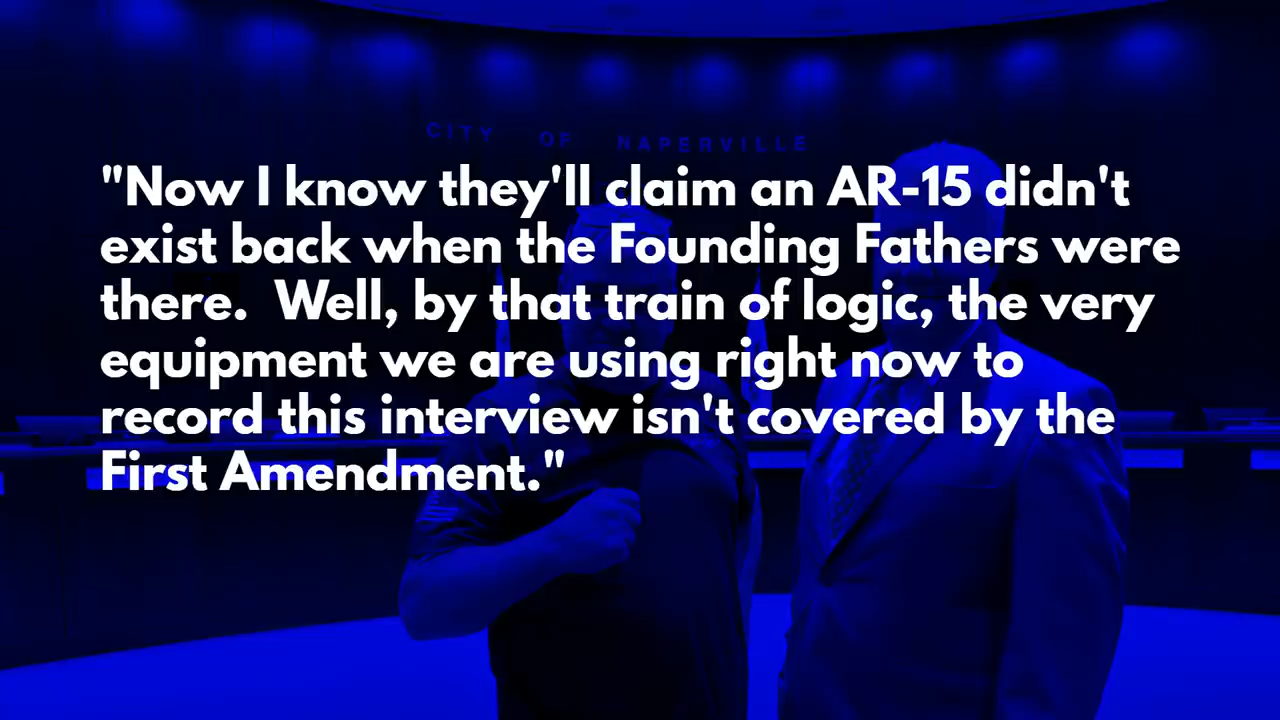 CITY OF NAPERVILLE
"Now I know they'll claim an AR-15 didn't
exist back when the Founding Fathers were
there.  Well, by that train of logic, the very
equipment we are using right now to
record this interview isn't covered by the
First Amendment."